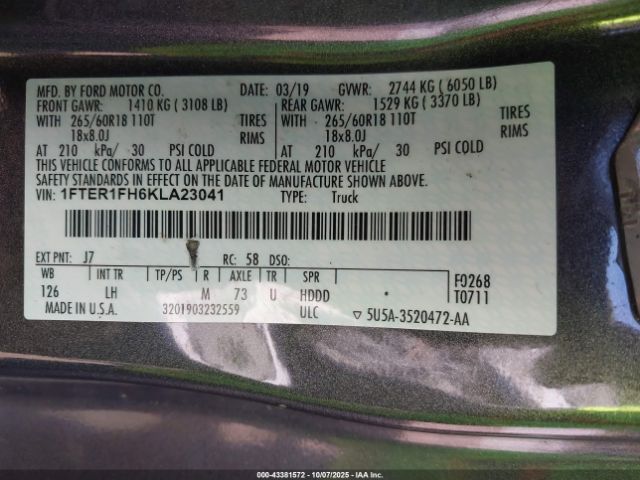 MFD. BY FORD MOTOR CO. DATE: 03/19 GVWR: 2744 KG ( 6050 LB)
FRONT GAWR: 1410 KG ( 3108 LB) REAR GAWR: 1529 KG ( 3370 LB)
WITH 265/60R18 110T TIRES WITH 265/60R18 110T TIRES
18x8.0J RIMS 18x8.0J RIMS
AT 210 kPa/ 30 PSI COLD AT 210 kPa/ 30 PSI COLD
THIS VEHICLE CONFORMS TO ALL APPLICABLE FEDERAL MOTOR VEHICLE
SAFETY STANDARDS IN EFFECT ON THE DATE OF MANUFACTURE SHOWN ABOVE.
VIN: 1FTER1FH6KLA23041 TYPE: Truck
EXT PNT: J7 RC: 58 DSO:
WB INT TR TP/PS R AXLE TR SPR F0268
126 LH M 73 U HDDD T0711
MADE IN U.S.A. 3201903232559 ULC ▽ 5U5A-3520472-AA
000-43381572 10/07/2025 IAA Inc.